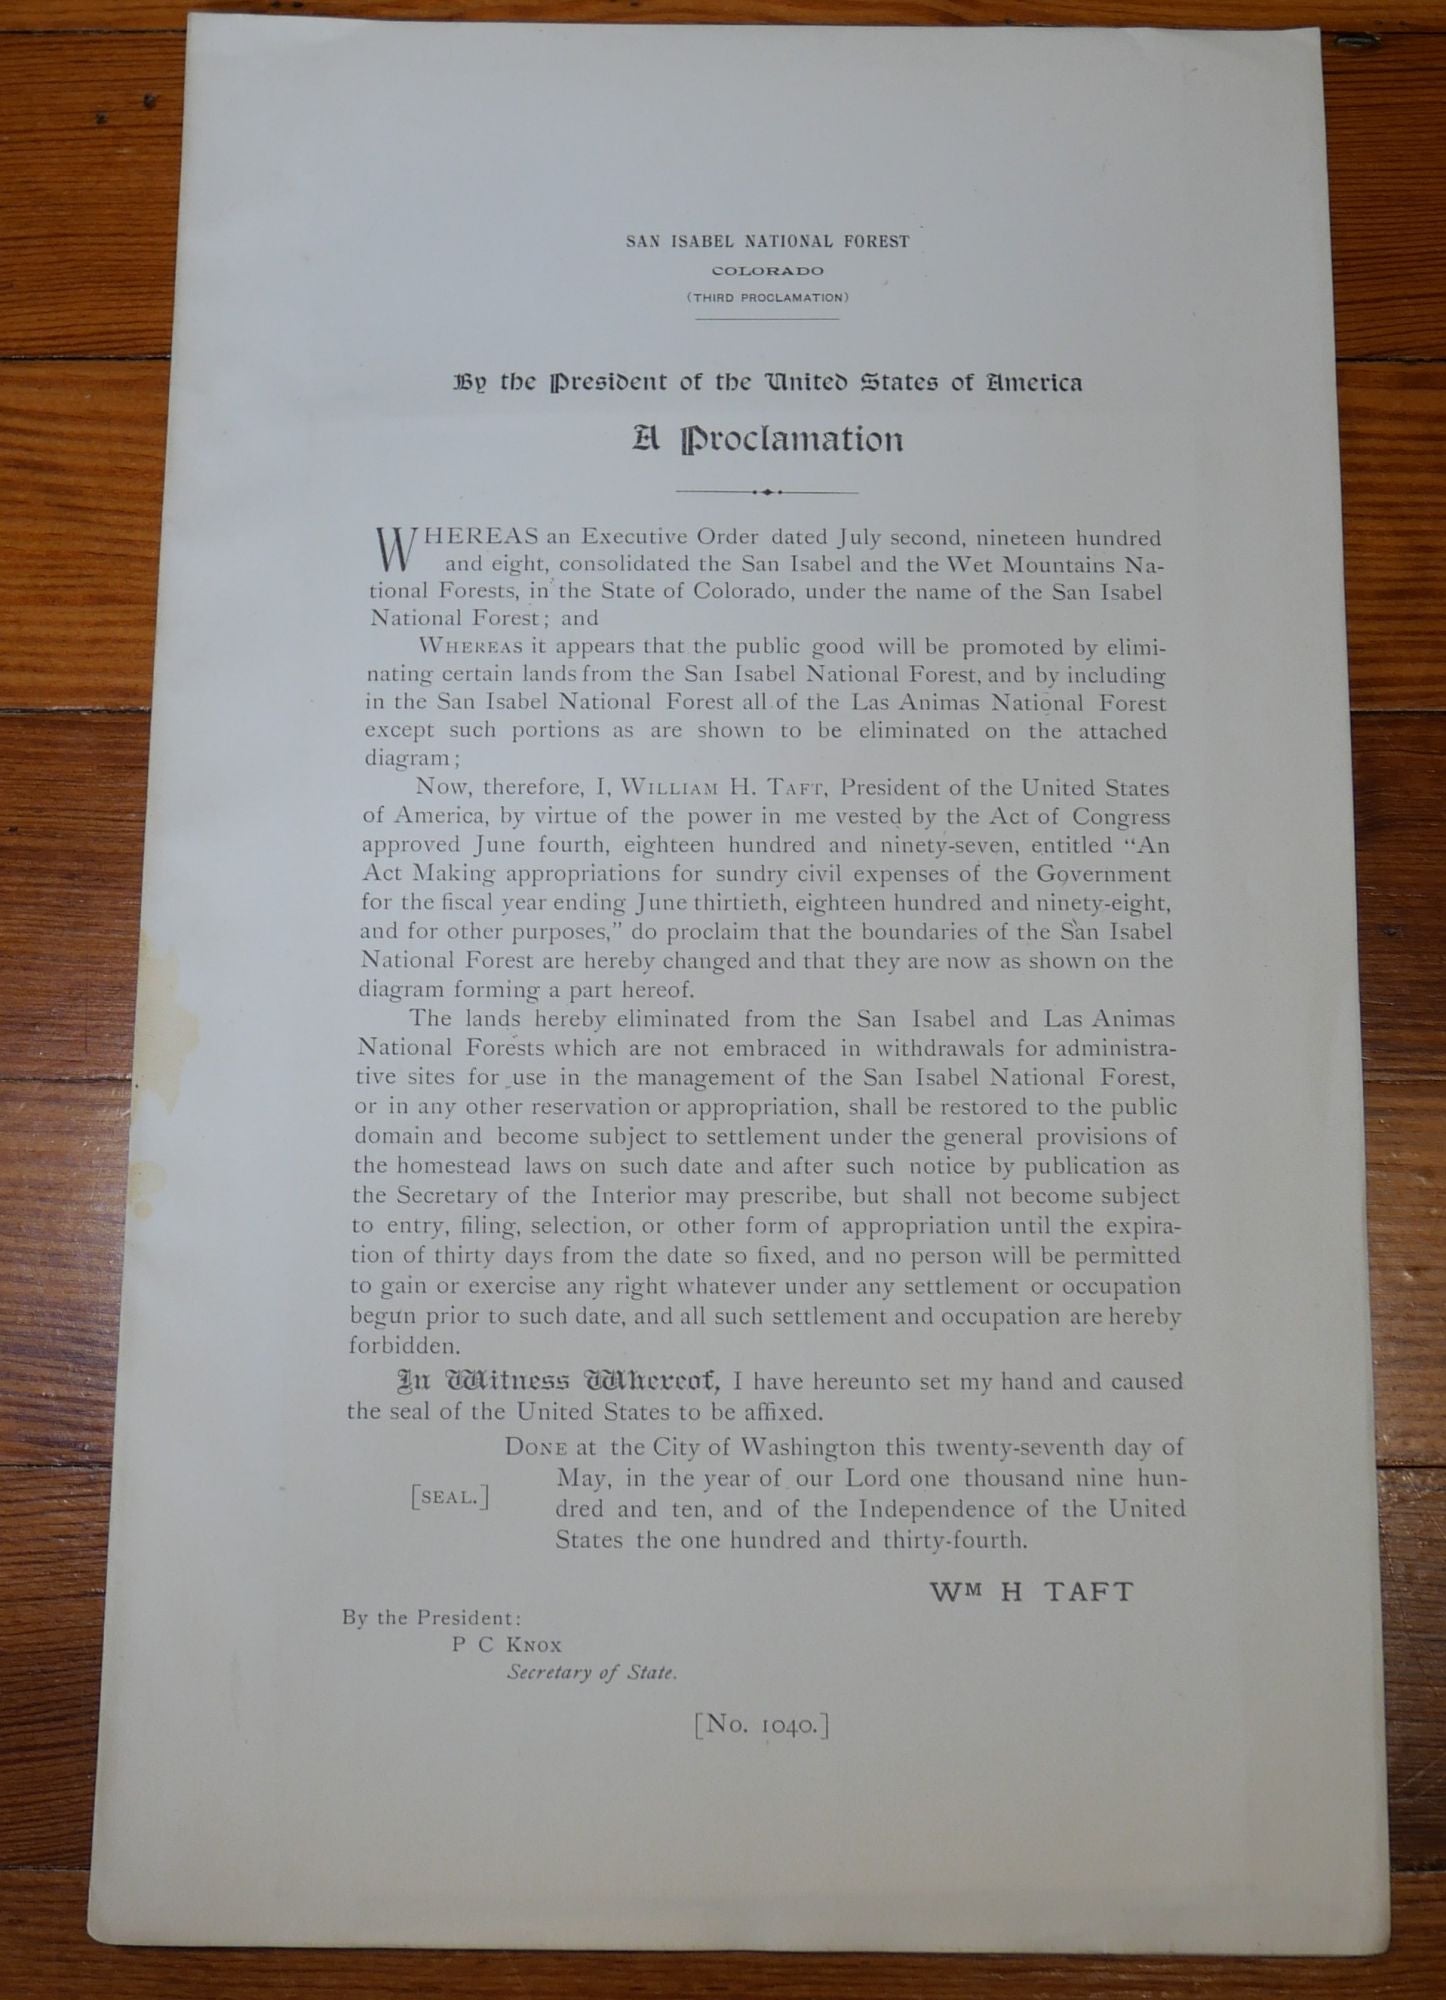 SAN ISABEL NATIONAL FOREST
COLORADO
(THIRD PROCLAMATION)
By the President of the United States of America
A Proclamation
WHEREAS an Executive Order dated July second, nineteen hundred
and eight, consolidated the San Isabel and the Wet Mountains Na-
tional Forests, in the State of Colorado, under the name of the San Isabel
National Forest; and
WHEREAS it appears that the public good will be promoted by elimi-
nating certain lands from the San Isabel National Forest, and by including
in the San Isabel National Forest all of the Las Animas National Forest
except such portions as are shown to be eliminated on the attached
diagram;
Now, therefore, I, WILLIAM H. TAFT, President of the United States
of America, by virtue of the power in me vested by the Act of Congress
approved June fourth, eighteen hundred and ninety-seven, entitled "An
Act Making appropriations for sundry civil expenses of the Government
for the fiscal year ending June thirtieth, eighteen hundred and ninety-eight,
and for other purposes," do proclaim that the boundaries of the San Isabel
National Forest are hereby changed and that they are now as shown on the
diagram forming a part hereof.
The lands hereby eliminated from the San Isabel and Las Animas
National Forests which are not embraced in withdrawals for administra-
tive sites for use in the management of the San Isabel National Forest,
or in any other reservation or appropriation, shall be restored to the public
domain and become subject to settlement under the general provisions of
the homestead laws on such date and after such notice by publication as
the Secretary of the Interior may prescribe, but shall not become subject
to entry, filing, selection, or other form of appropriation until the expira-
tion of thirty days from the date so fixed, and no person will be permitted
to gain or exercise any right whatever under any settlement or occupation
begun prior to such date, and all such settlement and occupation are hereby
forbidden.
In Witness Whereof, I have hereunto set my hand and caused
the seal of the United States to be affixed.
DONE at the City of Washington this twenty-seventh day of
May, in the year of our Lord one thousand nine hun-
[SEAL.]
dred and ten, and of the Independence of the United
States the one hundred and thirty-fourth.
WM H TAFT
By the President:
P C KNOX
Secretary of State.
[No. 1040.]